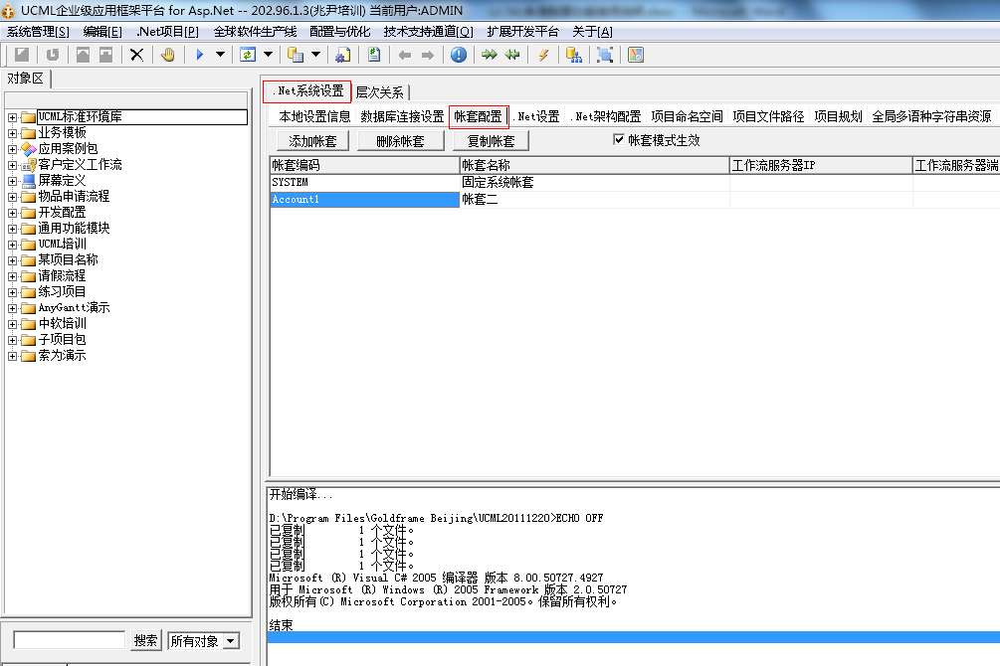 UCML企业级应用框架平台 for Asp.Net -- 202.96.1.3(兆尹培训) 当前用户:ADMIN
系统管理[S] 编辑[E] .Net项目[P] 全球软件生产线 配置与优化 技术支持通道[Q] 扩展开发平台 关于[A]
对象区
UCML标准环境库
业务模板
应用案例包
客户定义工作流
屏幕定义
物品申请流程
开发配置
通用功能模块
UCML培训
某项目名称
请假流程
练习项目
AnyGantt演示
中软培训
子项目包
索为演示
搜索 所有对象
.Net系统设置 层次关系
本地设置信息 数据库连接设置 帐套配置 .Net设置 .Net架构配置 项目命名空间 项目文件路径 项目规划 全局多语种字符串资源
添加帐套 删除帐套 复制帐套 帐套模式生效
帐套编码 帐套名称 工作流服务器IP 工作流服务器端
SYSTEM 固定系统帐套
Account1 帐套二
开始编译...
D:\Program Files\Goldframe Beijing\UCML20111220>ECHO OFF
已复制 1 个文件。
已复制 1 个文件。
已复制 1 个文件。
已复制 1 个文件。
Microsoft (R) Visual C# 2005 编译器 版本 8.00.50727.4927
用于 Microsoft (R) Windows (R) 2005 Framework 版本 2.0.50727
版权所有(C) Microsoft Corporation 2001-2005。保留所有权利。
结束